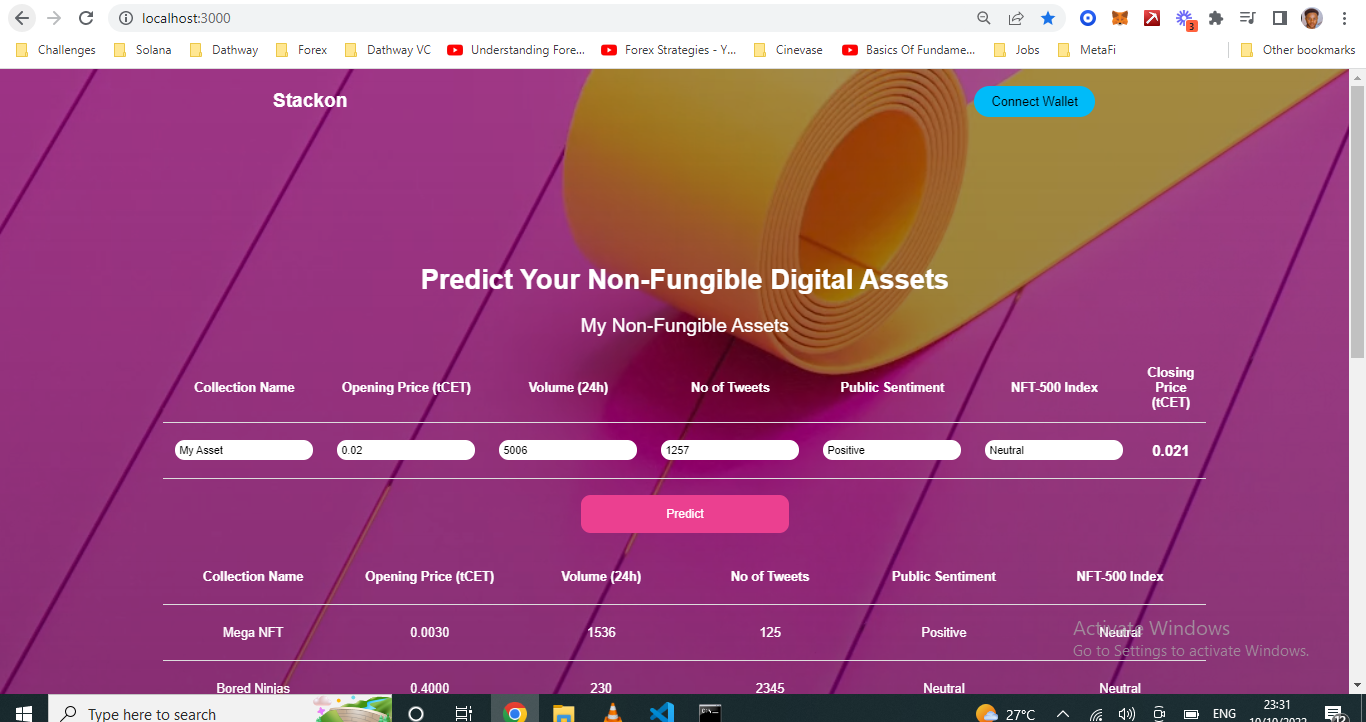 localhost:3000
3
Challenges Solana Dathway Forex Dathway VC Understanding Fore... Forex Strategies - Y... Cinevase Basics Of Fundame... Jobs MetaFi Other bookmarks
Stackon Connect Wallet
Predict Your Non-Fungible Digital Assets
My Non-Fungible Assets
Collection Name Opening Price (tCET) Volume (24h) No of Tweets Public Sentiment NFT-500 Index Closing
Price
(tCET)
My Asset 0.02 5006 1257 Positive Neutral 0.021
Predict
Collection Name Opening Price (tCET) Volume (24h) No of Tweets Public Sentiment NFT-500 Index
Mega NFT 0.0030 1536 125 Positive Neutral
Activate Windows
Go to Settings to activate Windows.
Bored Ninjas 0.4000 230 2345 Neutral Neutral
Type here to search 27°C ENG 23:31